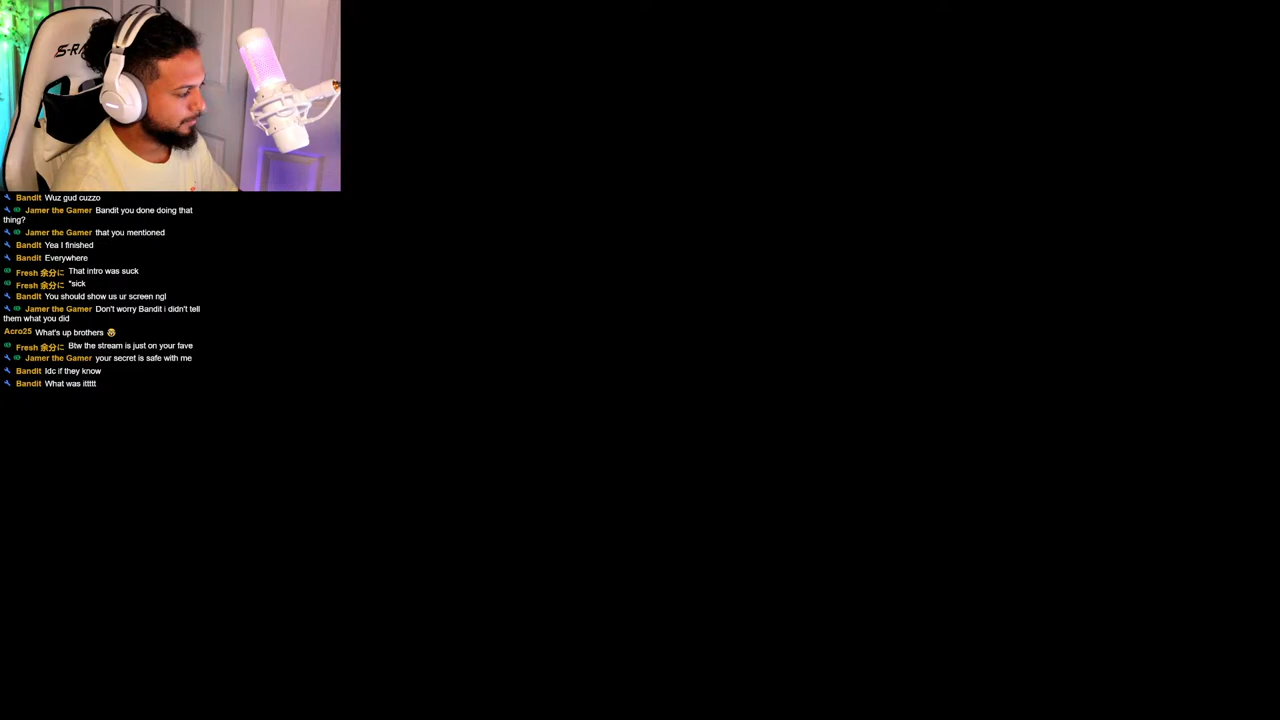 S-RA
Bandit Wuz gud cuzzo
Jamer the Gamer Bandit you done doing that
thing?
Jamer the Gamer that you mentioned
Bandit Yea I finished
Bandit Everywhere
Fresh 余分に That intro was suck
Fresh 余分に *sick
Bandit You should show us ur screen ngl
Jamer the Gamer Don't worry Bandit i didn't tell
them what you did
Acro25 What's up brothers
Fresh 余分に Btw the stream is just on your fave
Jamer the Gamer your secret is safe with me
Bandit Idc if they know
Bandit What was ittttt